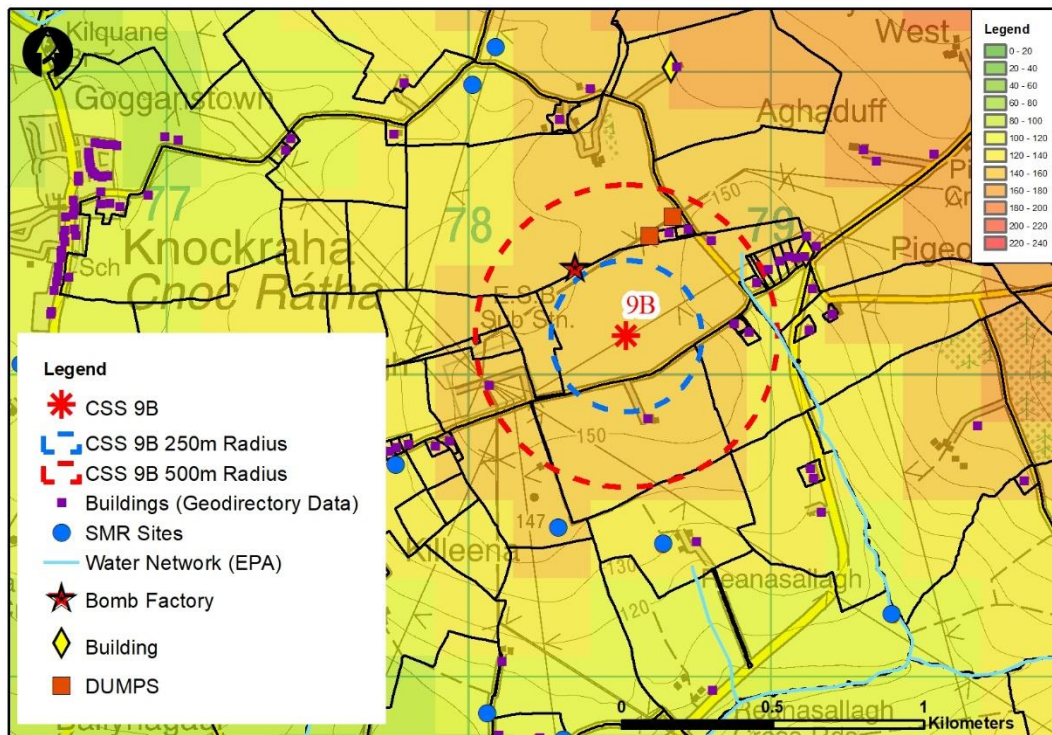 Kilquane
Gogganstown
West
Aghaduff
150
77
78
79
Knockraha
Cnoc Rátha
Sch
E.S.B.
Sub Stn.
9B
150
147
Killeena
130
120
Reanasallagh
Reanasallagh
Legend
0 - 20
20 - 40
40 - 60
60 - 80
80 - 100
100 - 120
120 - 140
140 - 160
160 - 180
180 - 200
200 - 220
220 - 240
Legend
CSS 9B
CSS 9B 250m Radius
CSS 9B 500m Radius
Buildings (Geodirectory Data)
SMR Sites
Water Network (EPA)
Bomb Factory
Building
DUMPS
0
0.5
1
Kilometers